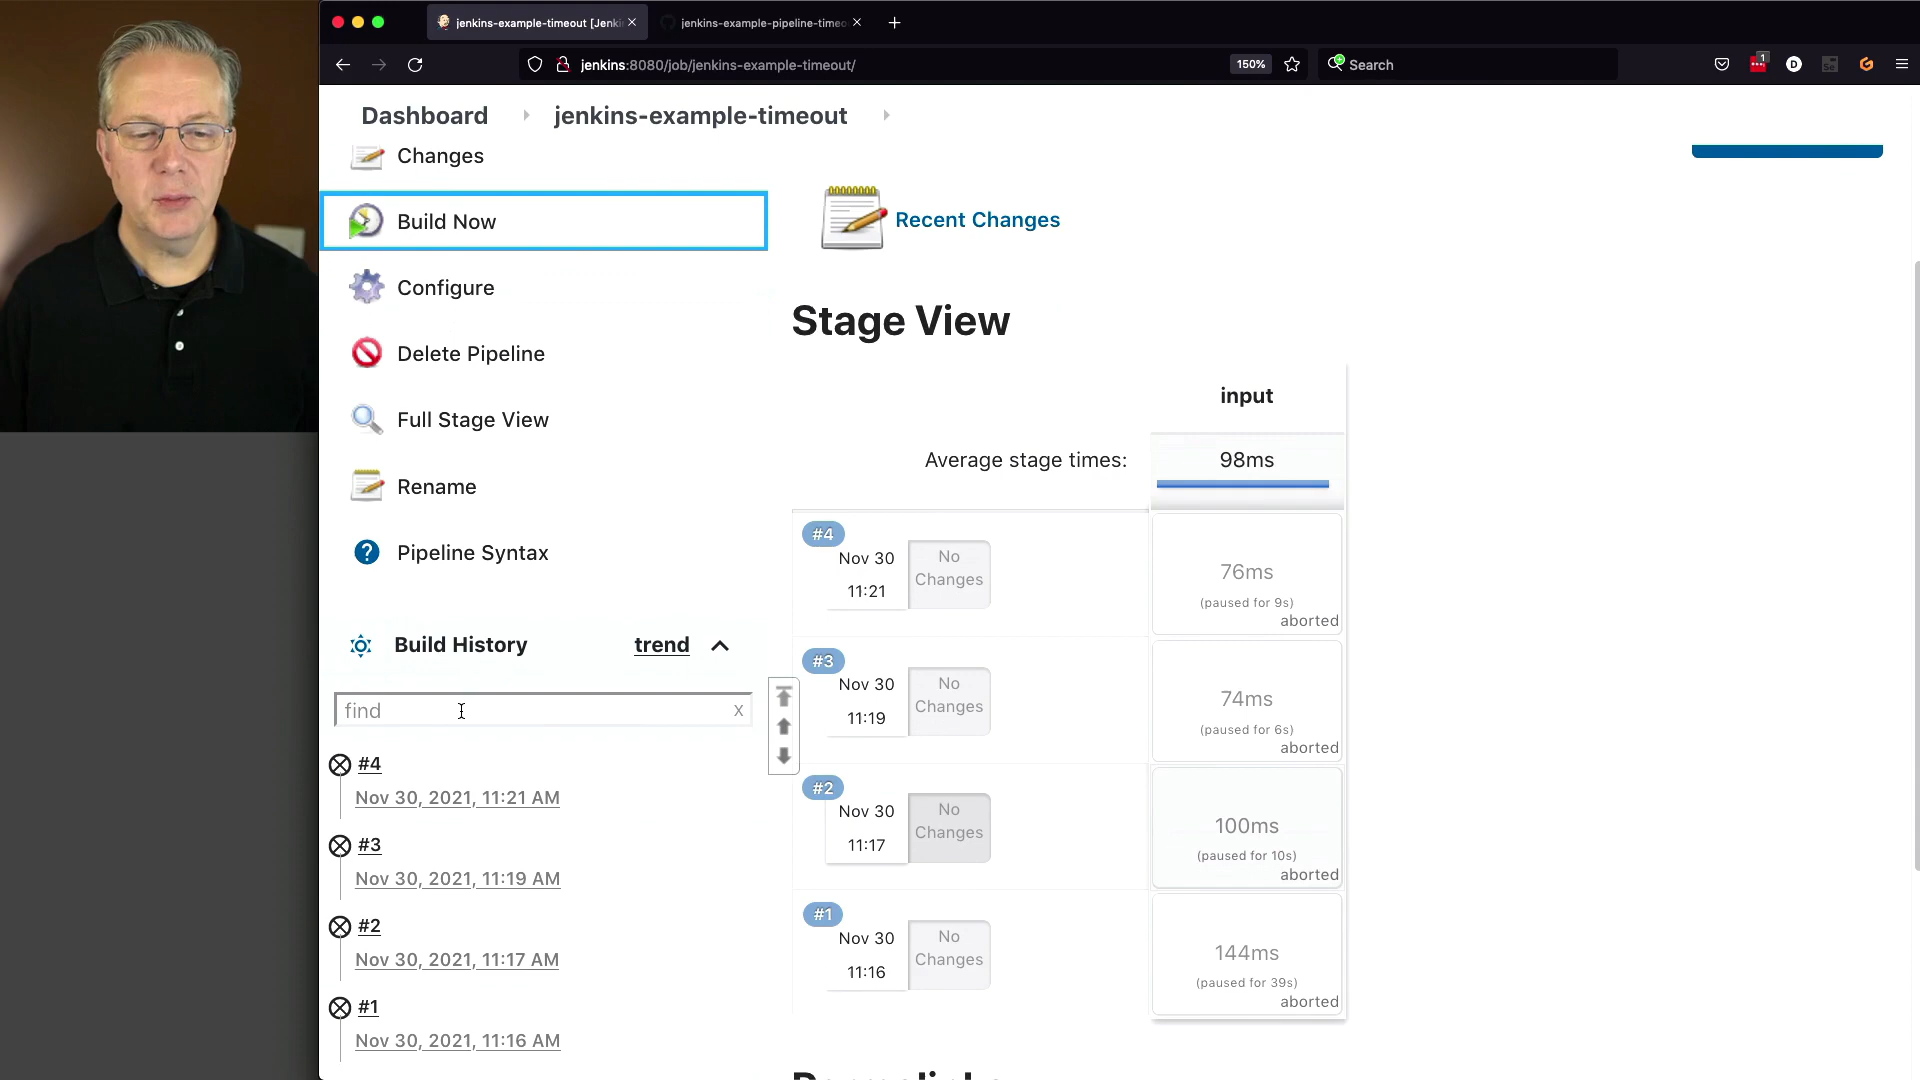 jenkins-example-timeout [Jenki
jenkins-example-pipeline-timeo
jenkins:8080/job/jenkins-example-timeout/
150%
Search
1
D
Se
Dashboard
jenkins-example-timeout
Changes
Build Now
Configure
Delete Pipeline
Full Stage View
Rename
Pipeline Syntax
Build History
trend
find
x
#4
Nov 30, 2021, 11:21 AM
#3
Nov 30, 2021, 11:19 AM
#2
Nov 30, 2021, 11:17 AM
#1
Nov 30, 2021, 11:16 AM
Recent Changes
Stage View
input
Average stage times:
98ms
#4
Nov 30
11:21
No
Changes
76ms
(paused for 9s)
aborted
#3
Nov 30
11:19
No
Changes
74ms
(paused for 6s)
aborted
#2
Nov 30
11:17
No
Changes
100ms
(paused for 10s)
aborted
#1
Nov 30
11:16
No
Changes
144ms
(paused for 39s)
aborted